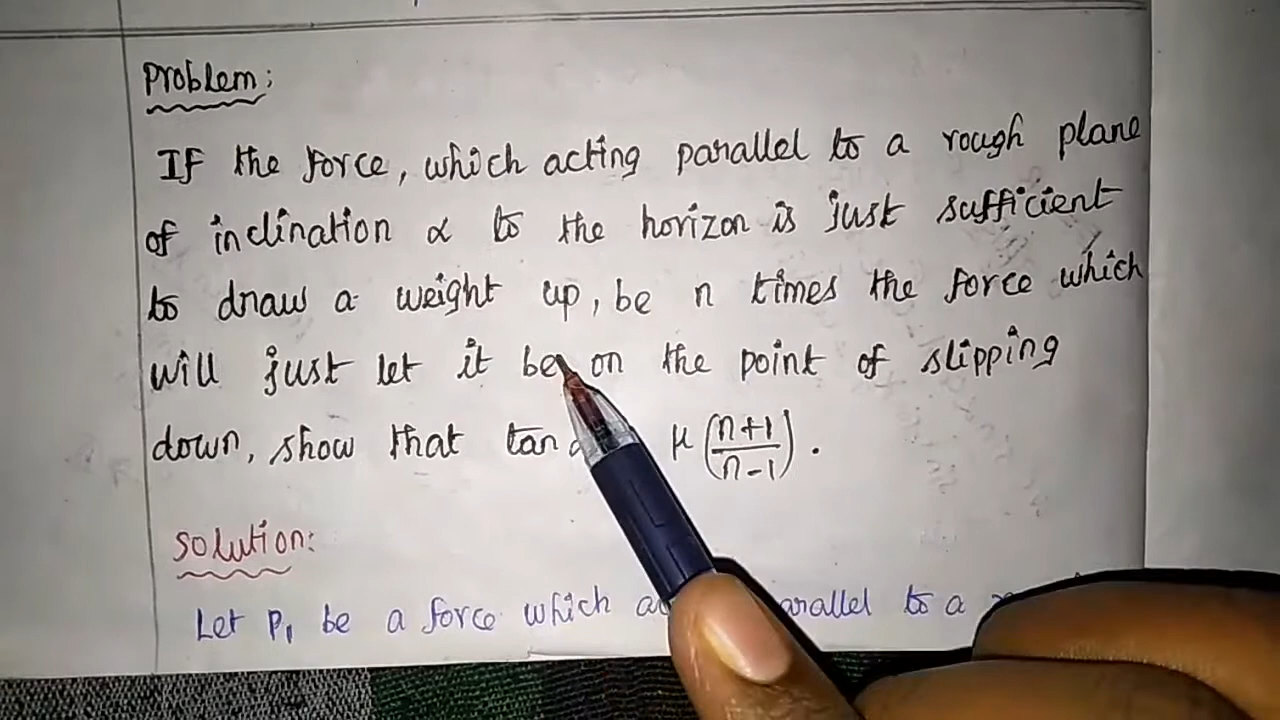 Problem:
If the force, which acting parallel to a rough plane
of inclination α to the horizon is just sufficient
to draw a weight up, be n times the force which
will just let it be on the point of slipping
down, show that tan μ (n+1/n-1).
Solution:
Let P₁ be a force which to a